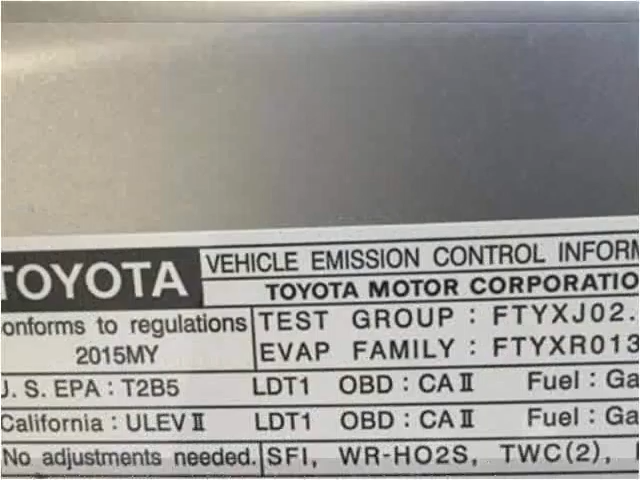 TOYOTA VEHICLE EMISSION CONTROL INFORM
TOYOTA MOTOR CORPORATIO
onforms to regulations TEST GROUP : FTYXJ02.
2015MY EVAP FAMILY : FTYXR013
U. S. EPA : T2B5 LDT1 OBD : CA II Fuel : Ga
California : ULEV II LDT1 OBD : CA II Fuel : Ga
No adjustments needed. SFI, WR-HO2S, TWC(2),